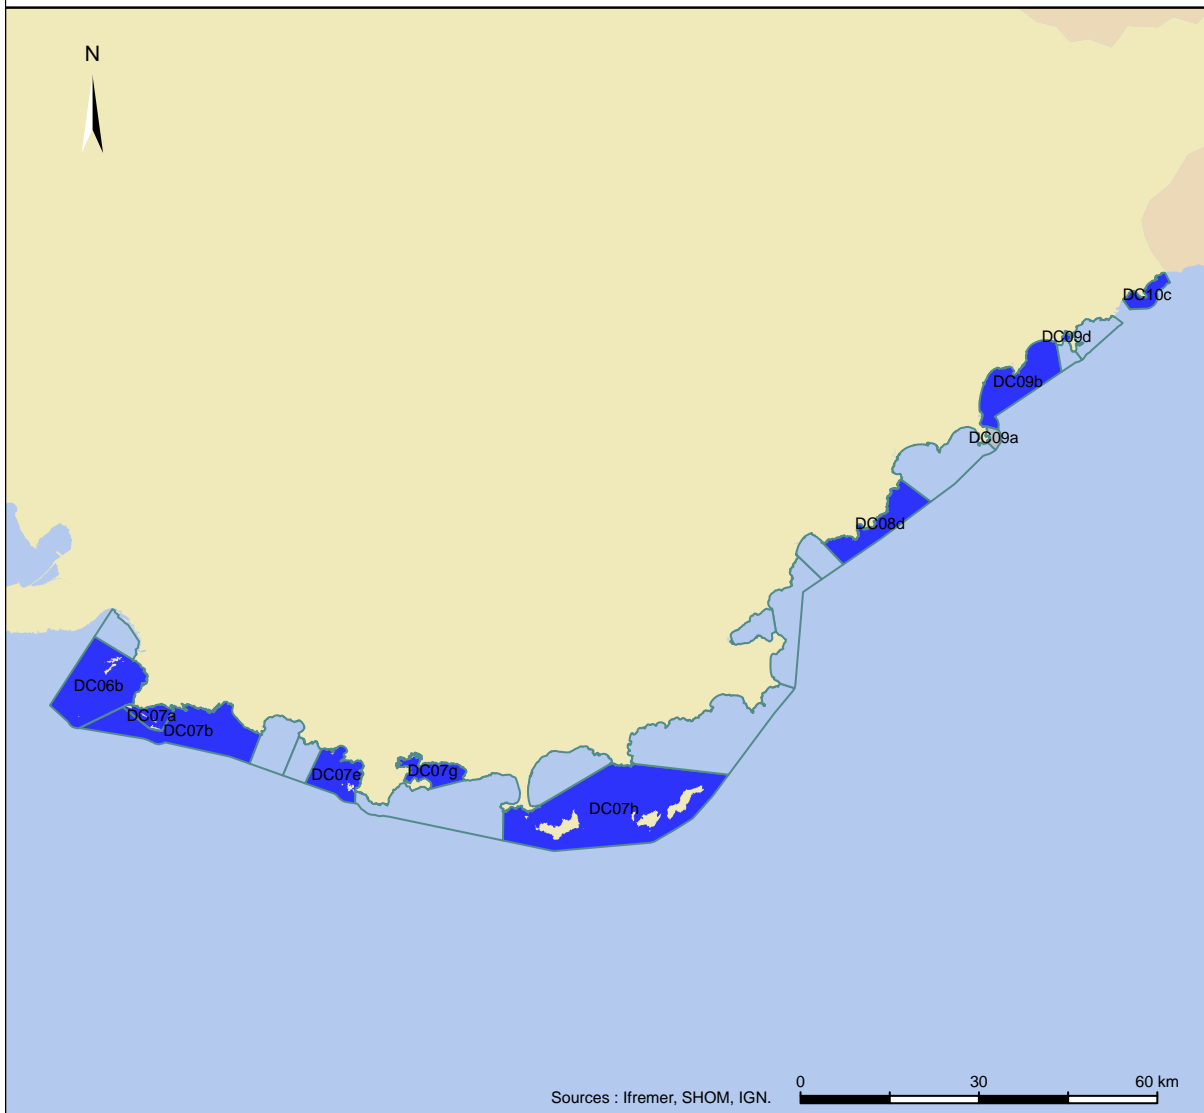 N
DC10c
DC09d
DC09b
DC09a
DC08d
DC06b
DC07a
DC07b
DC07e
DC07g
DC07h
0 30 60 km
Sources : Ifremer, SHOM, IGN.